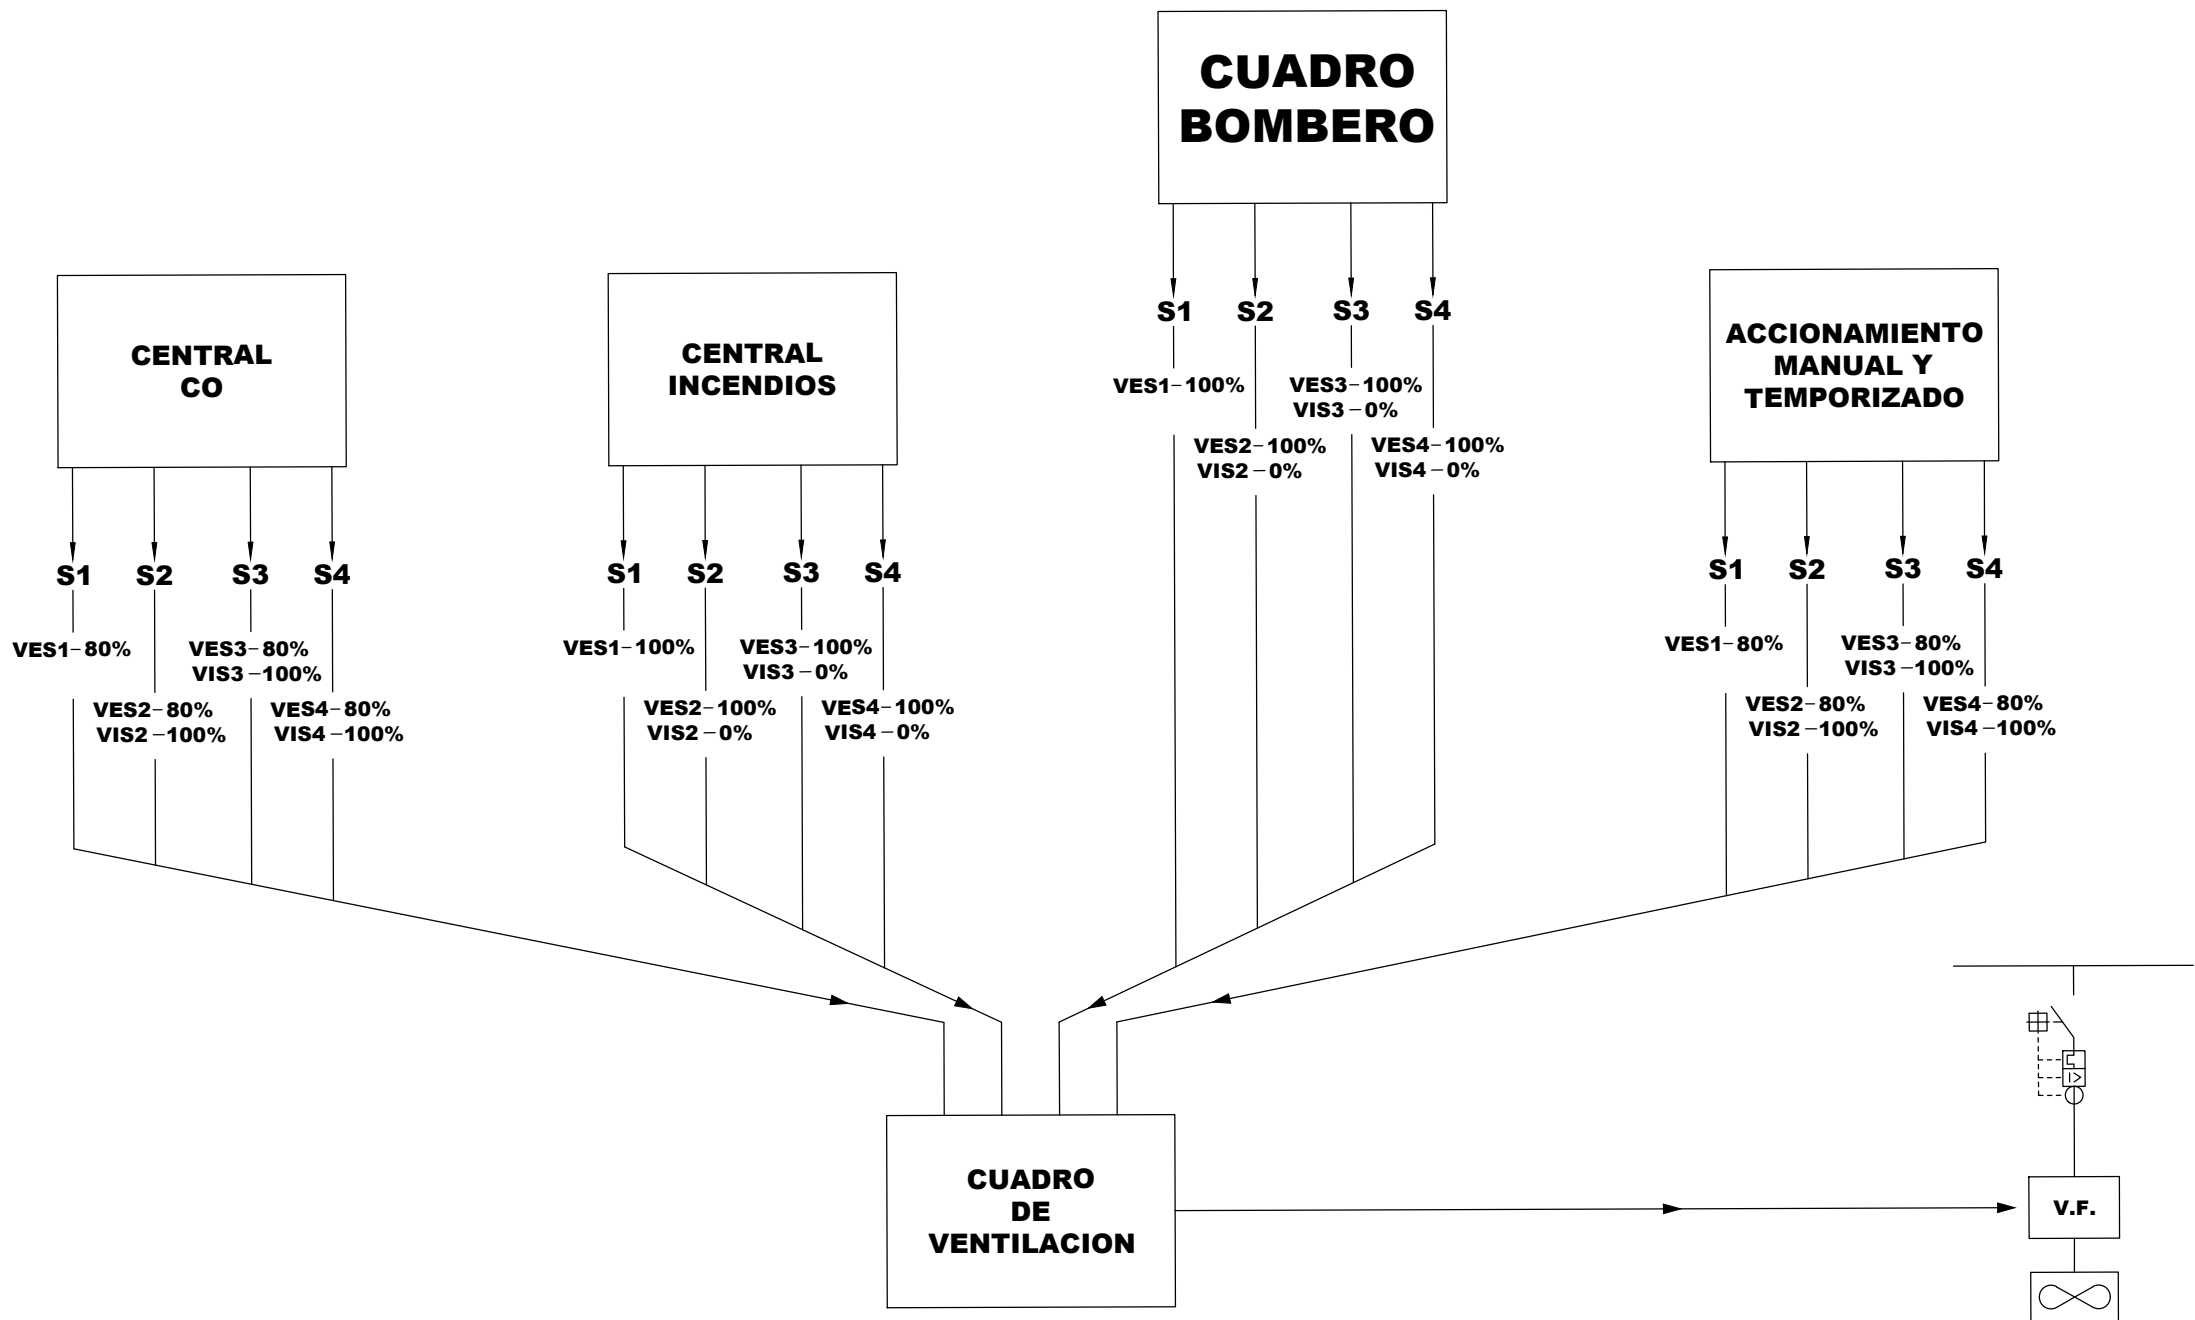 CUADRO
BOMBERO
S1 S2 S3 S4
VES1-100%
VES3-100%
VIS3-0%
VES2-100%
VIS2-0%
VES4-100%
VIS4-0%
CENTRAL
CO
S1 S2 S3 S4
VES1-80%
VES3-80%
VIS3-100%
VES2-80%
VIS2-100%
VES4-80%
VIS4-100%
CENTRAL
INCENDIOS
S1 S2 S3 S4
VES1-100%
VES3-100%
VIS3-0%
VES2-100%
VIS2-0%
VES4-100%
VIS4-0%
ACCIONAMIENTO
MANUAL Y
TEMPORIZADO
S1 S2 S3 S4
VES1-80%
VES3-80%
VIS3-100%
VES2-80%
VIS2-100%
VES4-80%
VIS4-100%
CUADRO
DE
VENTILACION
I>
V.F.